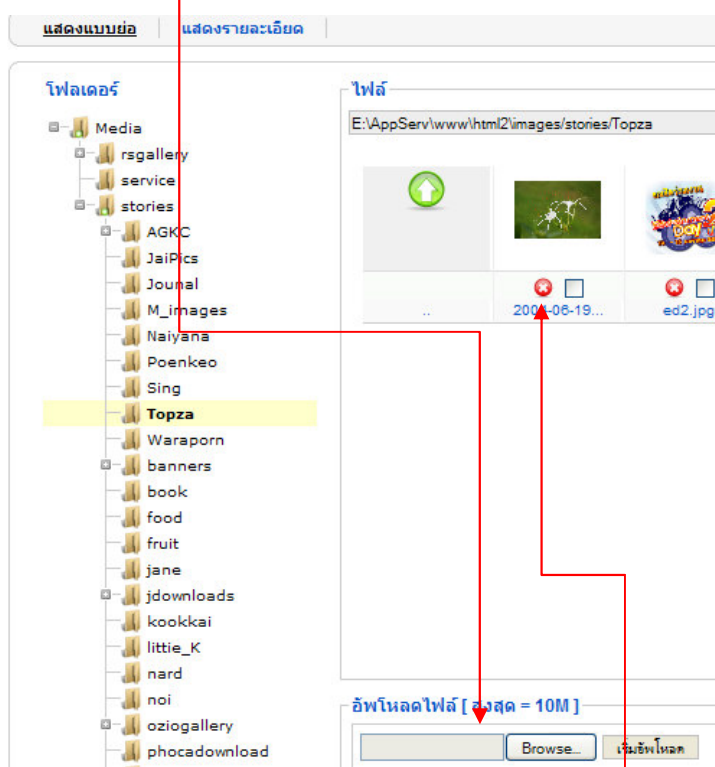 แสดงแบบย่อ แสดงรายละเอียด
โฟลเดอร์
Media
rsgallery
service
stories
AGKC
JaiPics
Jounal
M_images
Naiyana
Poenkeo
Sing
Topza
Waraporn
banners
book
food
fruit
jane
jdownloads
kookkai
littie_K
nard
noi
oziogallery
phocadownload
ไฟล์
E:\AppServ\www\html2\images/stories/Topza
..
ed2.jpg
อัพโหลดไฟล์ [ สูงสุด = 10M ]
Browse...
เริ่มอัพโหลด